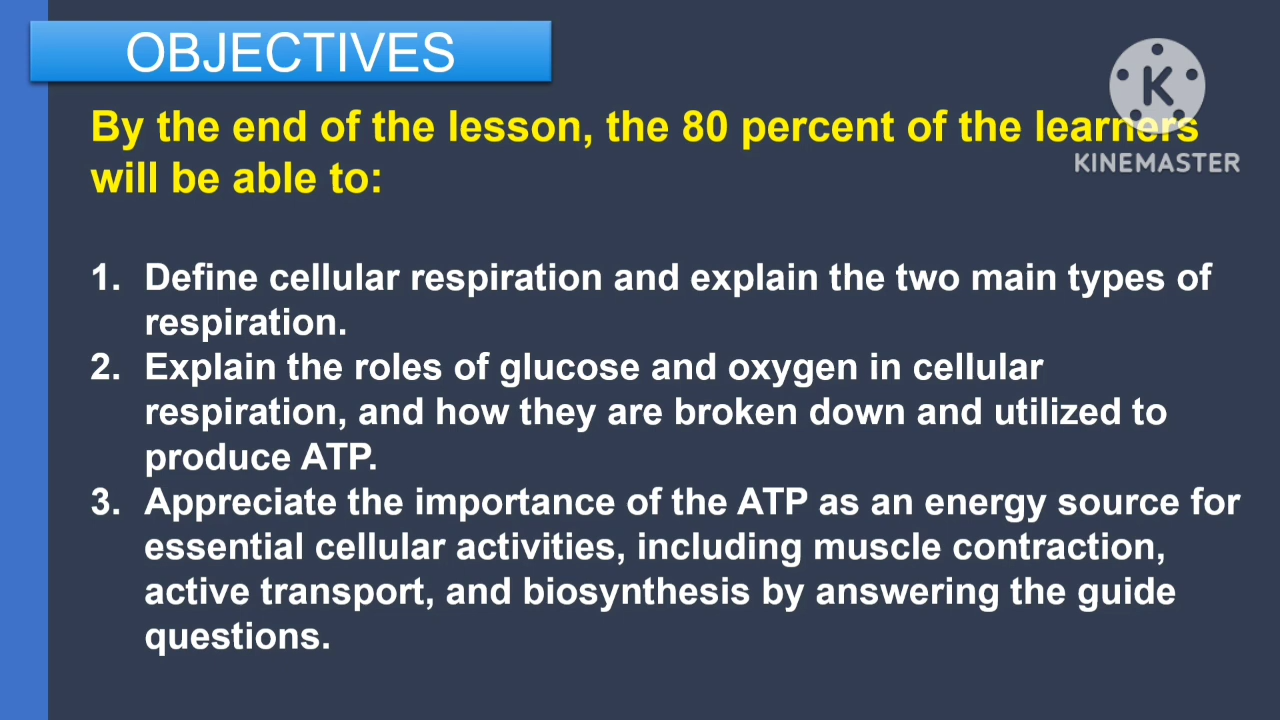 OBJECTIVES
K
KINEMASTER
By the end of the lesson, the 80 percent of the learners
will be able to:
1. Define cellular respiration and explain the two main types of
respiration.
2. Explain the roles of glucose and oxygen in cellular
respiration, and how they are broken down and utilized to
produce ATP.
3. Appreciate the importance of the ATP as an energy source for
essential cellular activities, including muscle contraction,
active transport, and biosynthesis by answering the guide
questions.